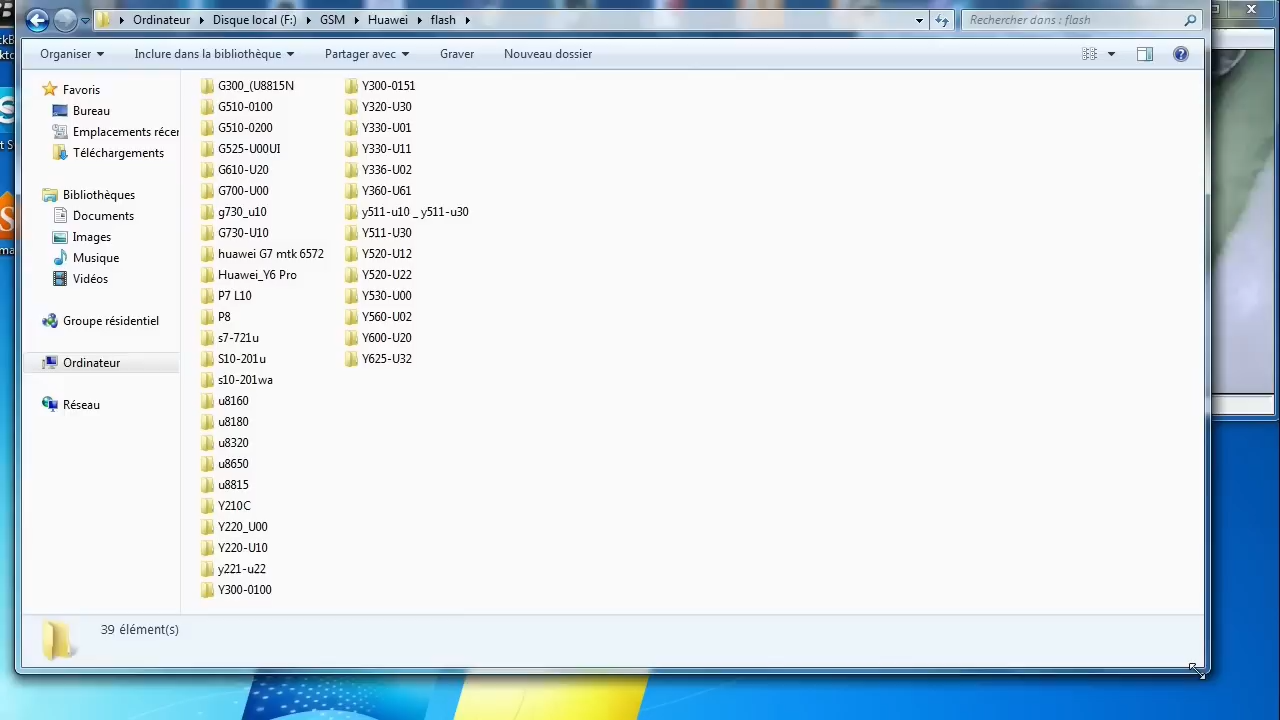 Ordinateur Disque local (F:) GSM Huawei flash
Rechercher dans : flash
Organiser Inclure dans la bibliothèque Partager avec Graver Nouveau dossier
Favoris
Bureau
Emplacements récer
Téléchargements
Bibliothèques
Documents
Images
Musique
Vidéos
Groupe résidentiel
Ordinateur
Réseau
G300_(U8815N
G510-0100
G510-0200
G525-U00UI
G610-U20
G700-U00
g730_u10
G730-U10
huawei G7 mtk 6572
Huawei_Y6 Pro
P7 L10
P8
s7-721u
S10-201u
s10-201wa
u8160
u8180
u8320
u8650
u8815
Y210C
Y220_U00
Y220-U10
y221-u22
Y300-0100
Y300-0151
Y320-U30
Y330-U01
Y330-U11
Y336-U02
Y360-U61
y511-u10 _ y511-u30
Y511-U30
Y520-U12
Y520-U22
Y530-U00
Y560-U02
Y600-U20
Y625-U32
39 élément(s)